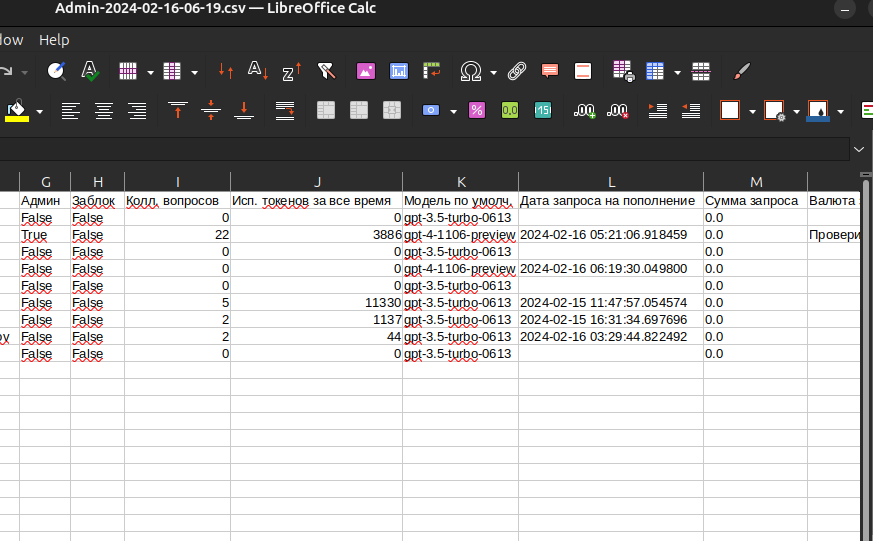 Admin-2024-02-16-06-19.csv — LibreOffice Calc
Help
G H I J K L M
Админ Заблок Колл, вопросов Исп. токенов за все время Модель по умолч, Дата запроса на пополнение Сумма запроса Валюта
False False 0 0 gpt-3.5-turbo-0613 0.0
True False 22 3886 gpt-4-1106-preview 2024-02-16 05:21:06.918459 0.0
False False 0 0 gpt-3.5-turbo-0613 0.0
False False 0 0 gpt-4-1106-preview 2024-02-16 06:19:30.049800 0.0
False False 0 0 gpt-3.5-turbo-0613 0.0
False False 5 11330 gpt-3.5-turbo-0613 2024-02-15 11:47:57.054574 0.0
False False 2 1137 gpt-3.5-turbo-0613 2024-02-15 16:31:34.697696 0.0
False False 2 44 gpt-3.5-turbo-0613 2024-02-16 03:29:44.822492 0.0
False False 0 0 gpt-3.5-turbo-0613 0.0